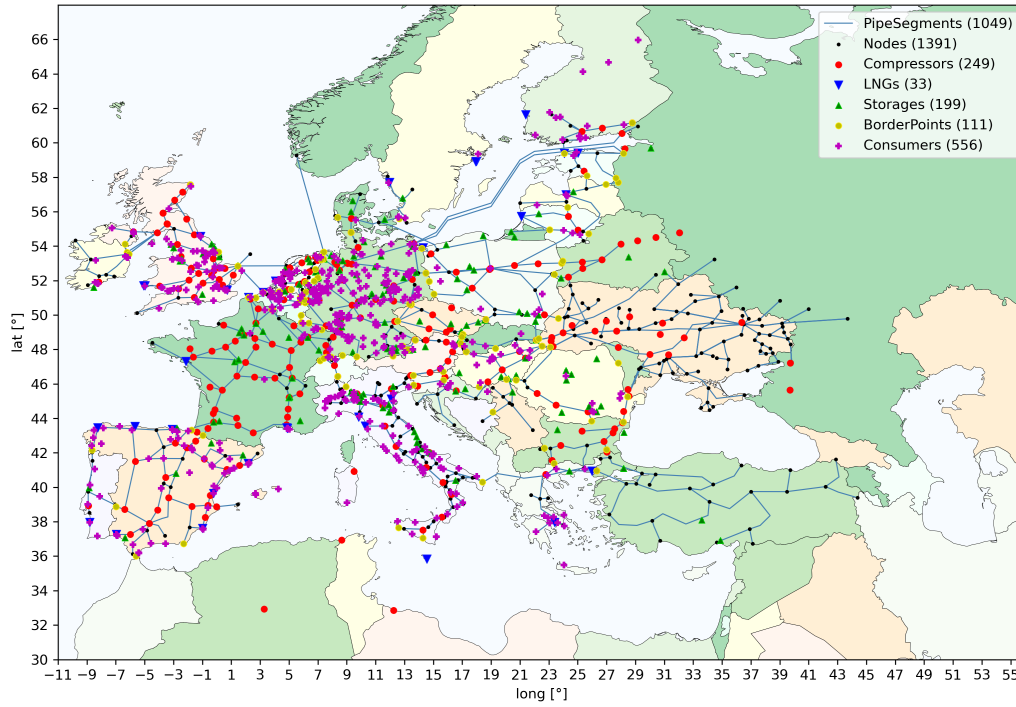 PipeSegments (1049)
Nodes (1391)
Compressors (249)
LNGs (33)
Storages (199)
BorderPoints (111)
Consumers (556)
66
64
62
60
58
56
54
52
50
48
46
44
42
40
38
36
34
32
30
lat [°]
−11 −9 −7 −5 −3 −1 1 3 5 7 9 11 13 15 17 19 21 23 25 27 29 31 33 35 37 39 41 43 45 47 49 51 53
long [°]